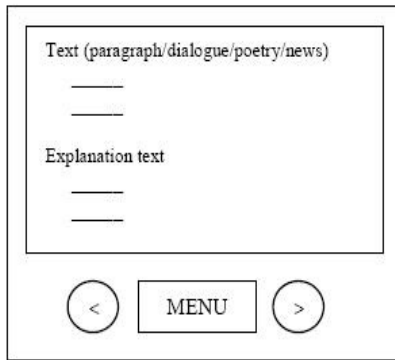 Text (paragraph/dialogue/poetry/news)
Explanation text
< MENU >